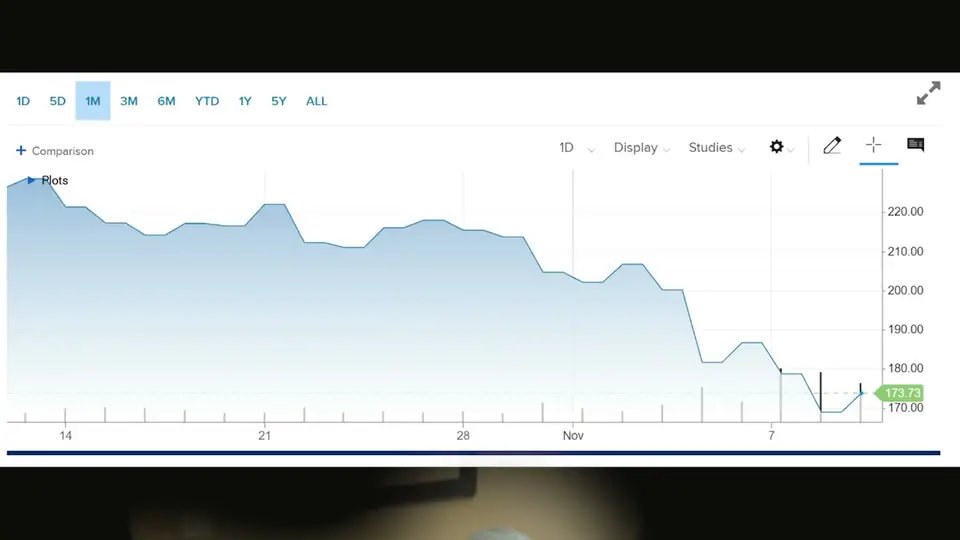 1D 5D 1M 3M 6M YTD 1Y 5Y ALL
+ Comparison
1D Display Studies
Plots
220.00
210.00
200.00
190.00
180.00
173.73
170.00
14 21 28 Nov 7